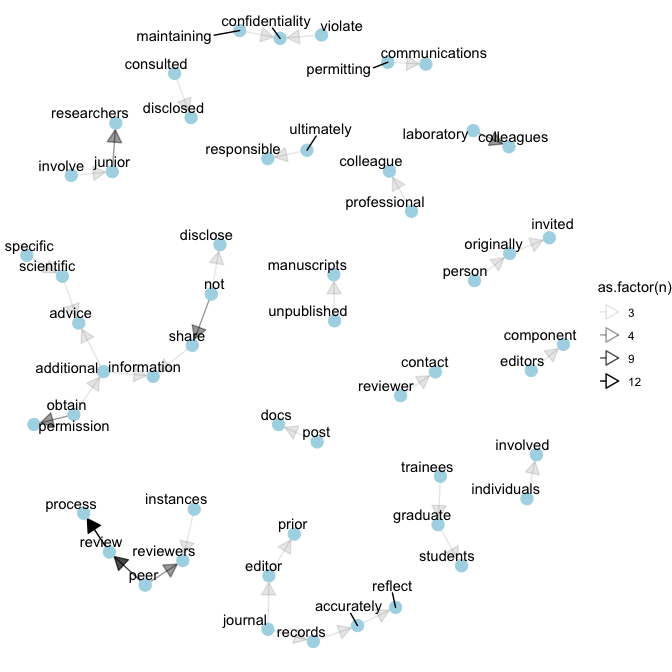 confidentiality
violate
maintaining
communications
permitting
consulted
disclosed
researchers
ultimately
laboratory
colleagues
responsible
colleague
involve
junior
professional
invited
disclose
originally
specific
scientific
manuscripts
person
not
as.factor(n)
3
4
9
12
advice
unpublished
share
component
editors
additional
information
contact
reviewer
obtain
permission
docs
post
involved
trainees
individuals
process
instances
graduate
prior
review
reviewers
students
editor
peer
reflect
accurately
journal
records